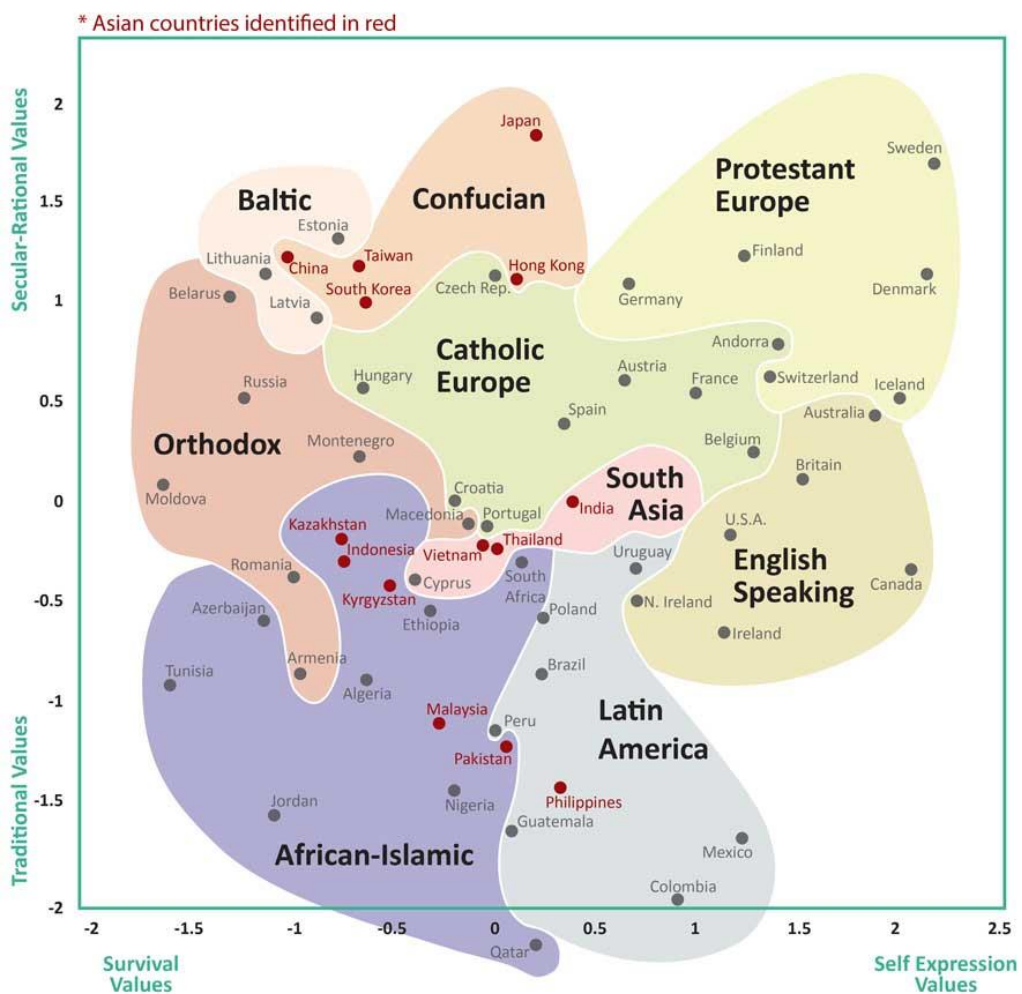 * Asian countries identified in red
Secular-Rational Values
Traditional Values
2
1.5
1
0.5
0
-0.5
-1
-1.5
-2
Japan
Sweden
Protestant
Europe
Baltic
Confucian
Estonia
Finland
Lithuania
China
Taiwan
Hong Kong
Belarus
South Korea
Czech Rep.
Germany
Denmark
Latvia
Catholic
Europe
Andorra
Hungary
Austria
France
Switzerland
Iceland
Russia
Spain
Australia
Orthodox
Montenegro
Belgium
Britain
Moldova
Croatia
South
Asia
India
Macedonia
Portugal
U.S.A.
Kazakhstan
Indonesia
Vietnam
Thailand
Uruguay
English
Speaking
Romania
Kyrgyzstan
Cyprus
South
Africa
Canada
Azerbaijan
Ethiopia
Poland
N. Ireland
Ireland
Tunisia
Armenia
Algeria
Brazil
Malaysia
Peru
Latin
America
Pakistan
Jordan
Nigeria
Philippines
Guatemala
African-Islamic
Mexico
Colombia
Qatar
-2
-1.5
-1
-0.5
0
0.5
1
1.5
2
2.5
Survival
Values
Self Expression
Values